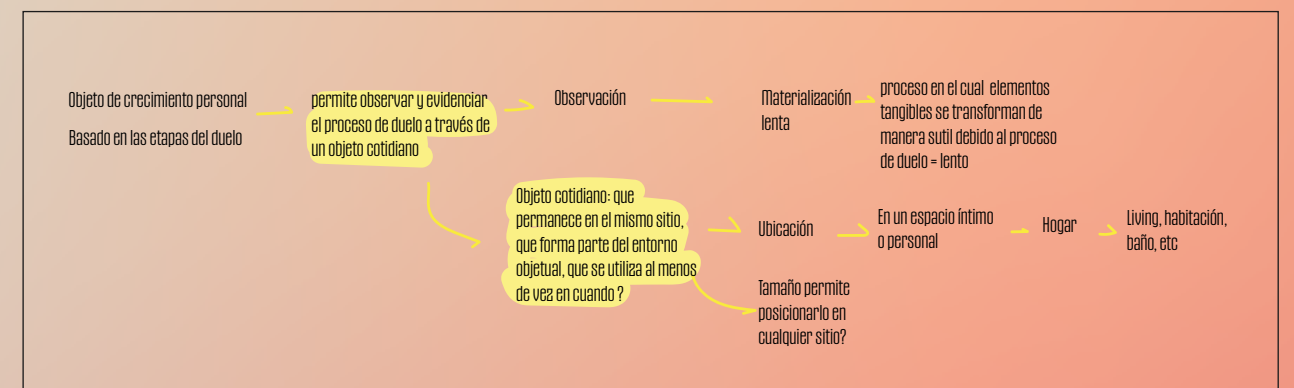 Objeto de crecimiento personal
Basado en las etapas del duelo
permite observar y evidenciar
el proceso de duelo a través de
un objeto cotidiano
Observación
Materialización
lenta
proceso en el cual elementos
tangibles se transforman de
manera sutil debido al proceso
de duelo = lento
Objeto cotidiano: que
permanece en el mismo sitio,
que forma parte del entorno
objetual, que se utiliza al menos
de vez en cuando ?
Ubicación
En un espacio íntimo
o personal
Hogar
Living, habitación,
baño, etc
Tamaño permite
posicionarlo en
cualquier sitio?